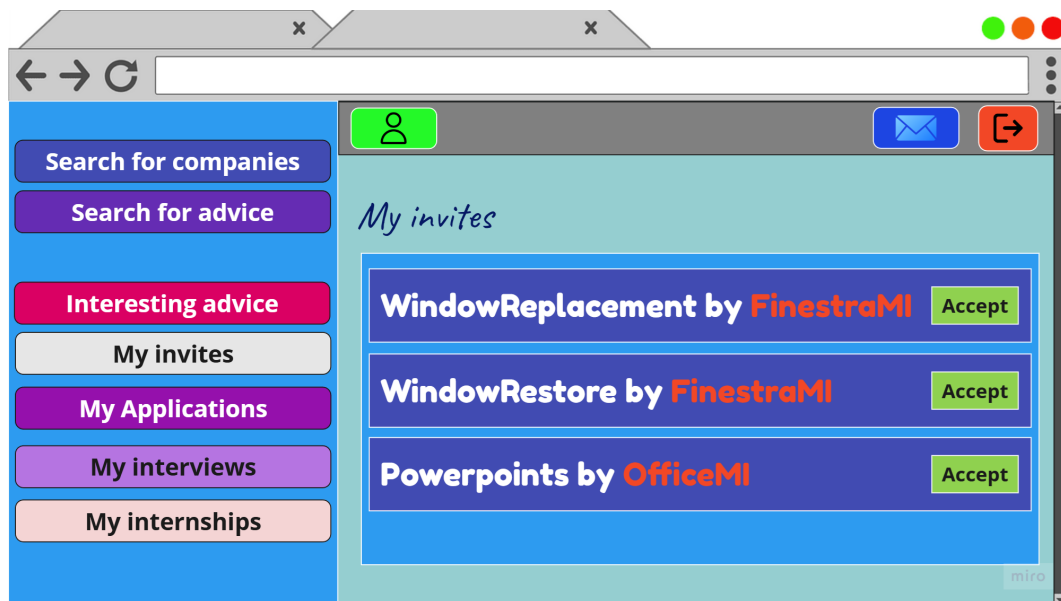 Search for companies
Search for advice
Interesting advice
My invites
My Applications
My interviews
My internships
My invites
WindowReplacement by FinestraMI Accept
WindowRestore by FinestraMI Accept
Powerpoints by OfficeMI Accept
miro